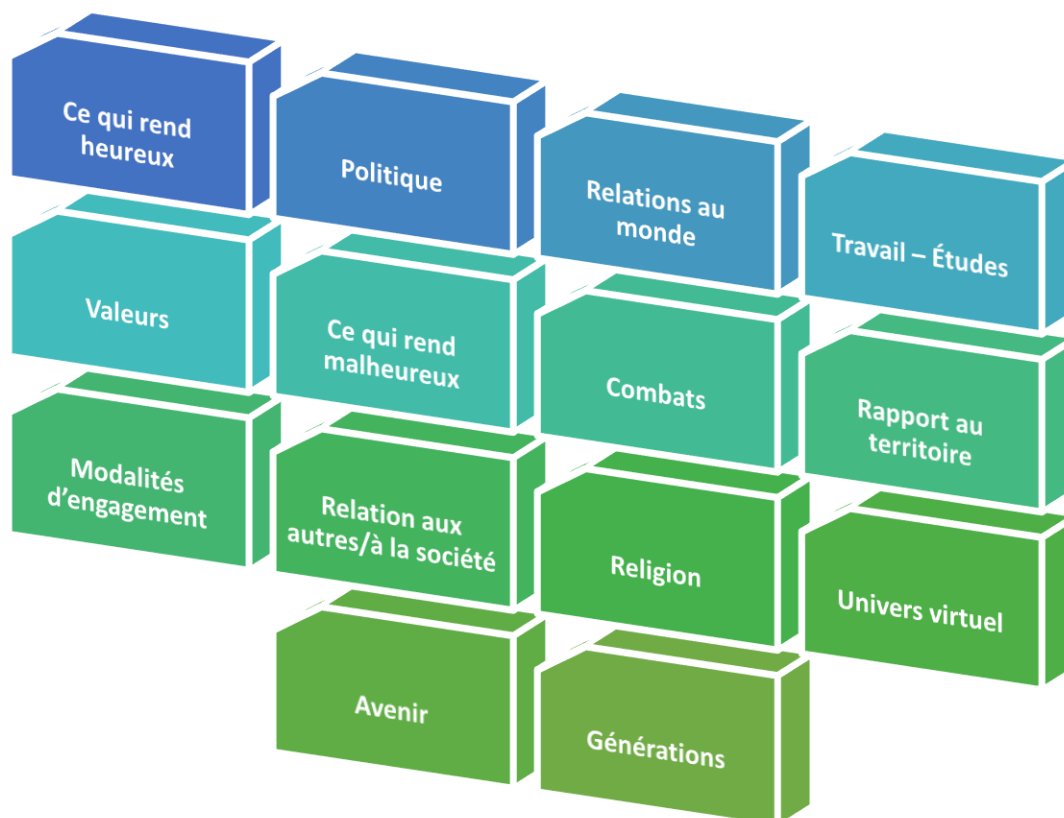 Ce qui rend
heureux
Politique
Relations au
monde
Travail – Études
Valeurs
Ce qui rend
malheureux
Combats
Rapport au
territoire
Modalités
d’engagement
Relation aux
autres/à la société
Religion
Univers virtuel
Avenir
Générations